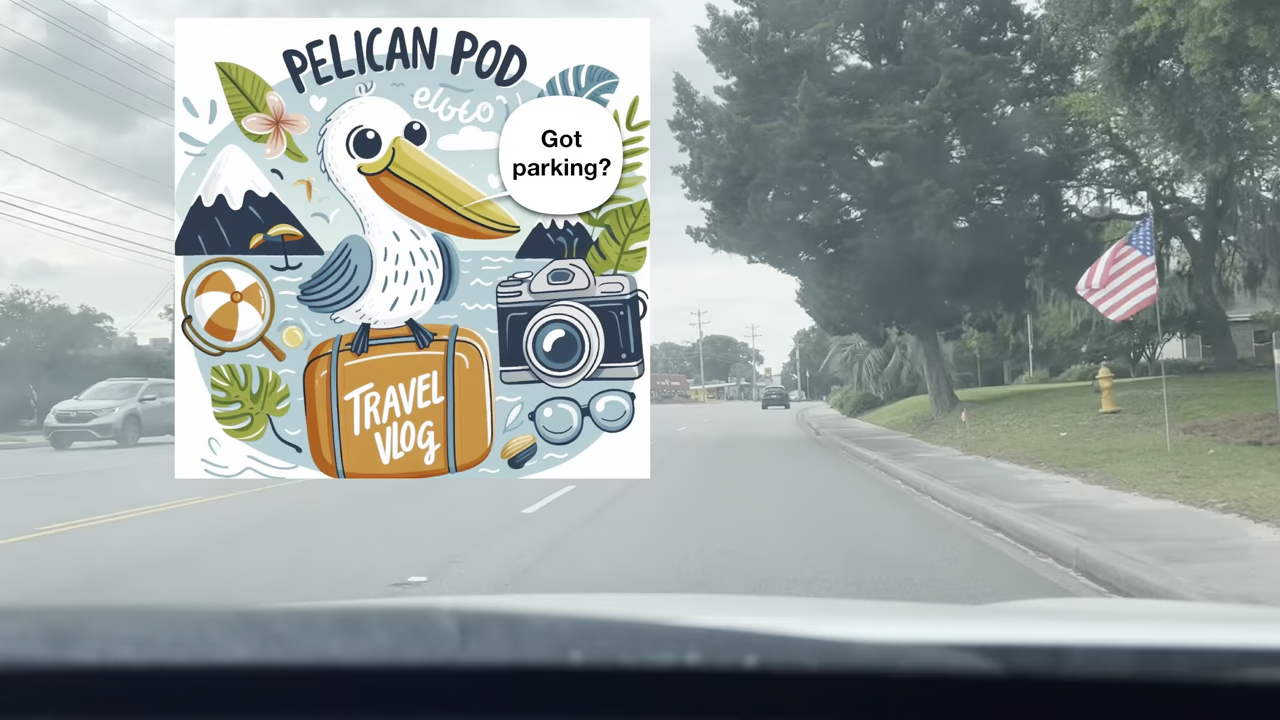 PELICAN POD
Got
parking?
TRAVEL
VLOG